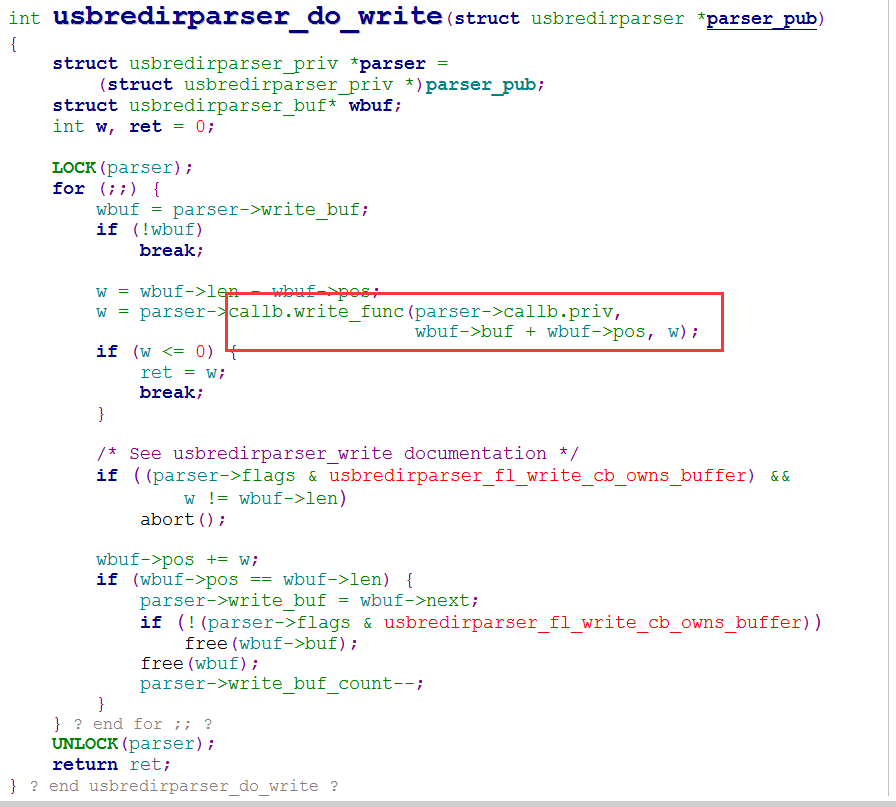 int usbredirparser_do_write(struct usbredirparser *parser_pub)
{
    struct usbredirparser_priv *parser =
        (struct usbredirparser_priv *)parser_pub;
    struct usbredirparser_buf* wbuf;
    int w, ret = 0;

    LOCK(parser);
    for (;;) {
        wbuf = parser->write_buf;
        if (!wbuf)
            break;

        w = wbuf->len - wbuf->pos;
        w = parser->callb.write_func(parser->callb.priv,
                                     wbuf->buf + wbuf->pos, w);
        if (w <= 0) {
            ret = w;
            break;
        }

        /* See usbredirparser_write documentation */
        if ((parser->flags & usbredirparser_fl_write_cb_owns_buffer) &&
                w != wbuf->len)
            abort();

        wbuf->pos += w;
        if (wbuf->pos == wbuf->len) {
            parser->write_buf = wbuf->next;
            if (!(parser->flags & usbredirparser_fl_write_cb_owns_buffer))
                free(wbuf->buf);
            free(wbuf);
            parser->write_buf_count--;
        }
    } ? end for ;; ?
    UNLOCK(parser);
    return ret;
} ? end usbredirparser_do_write ?